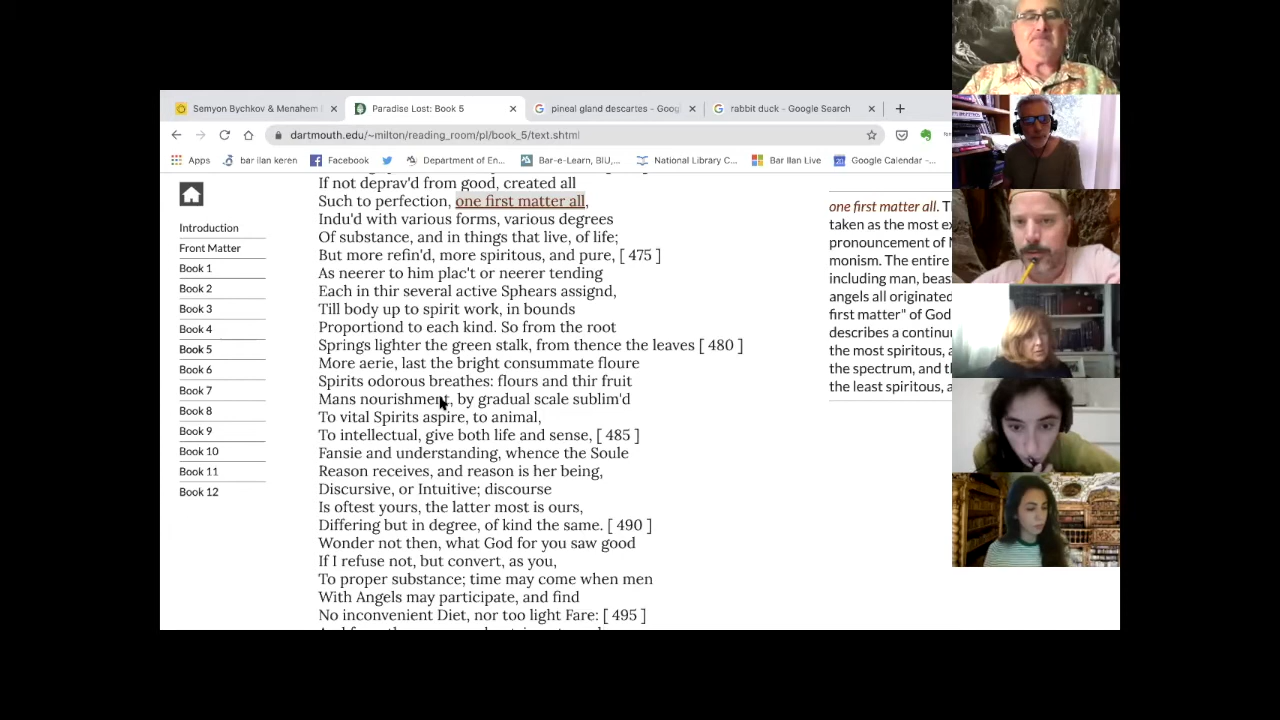 Semyon Bychkov & Menahem
Paradise Lost: Book 5
pineal gland descartes - Goog
rabbit duck - Google Search
dartmouth.edu/~milton/reading_room/pl/book_5/text.shtml
Apps
bar ilan keren
Facebook
Department of En...
Bar-e-Learn, BIU,...
National Library C...
Bar Ilan Live
Google Calendar -...
Introduction
Front Matter
Book 1
Book 2
Book 3
Book 4
Book 5
Book 6
Book 7
Book 8
Book 9
Book 10
Book 11
Book 12
If not deprav'd from good, created all
Such to perfection, one first matter all,
Indu'd with various forms, various degrees
Of substance, and in things that live, of life;
But more refin'd, more spiritous, and pure, [ 475 ]
As neerer to him plac't or neerer tending
Each in thir several active Sphears assignd,
Till body up to spirit work, in bounds
Proportiond to each kind. So from the root
Springs lighter the green stalk, from thence the leaves [ 480 ]
More aerie, last the bright consummate floure
Spirits odorous breathes: flours and thir fruit
Mans nourishment, by gradual scale sublim'd
To vital Spirits aspire, to animal,
To intellectual, give both life and sense, [ 485 ]
Fansie and understanding, whence the Soule
Reason receives, and reason is her being,
Discursive, or Intuitive; discourse
Is oftest yours, the latter most is ours,
Differing but in degree, of kind the same. [ 490 ]
Wonder not then, what God for you saw good
If I refuse not, but convert, as you,
To proper substance; time may come when men
With Angels may participate, and find
No inconvenient Diet, nor too light Fare: [ 495 ]
one first matter all. T
taken as the most ex
pronouncement of M
monism. The entire
including man, beas
angels all originated
first matter" of God
describes a continu
the most spiritous, a
the spectrum, and th
the least spiritous, a